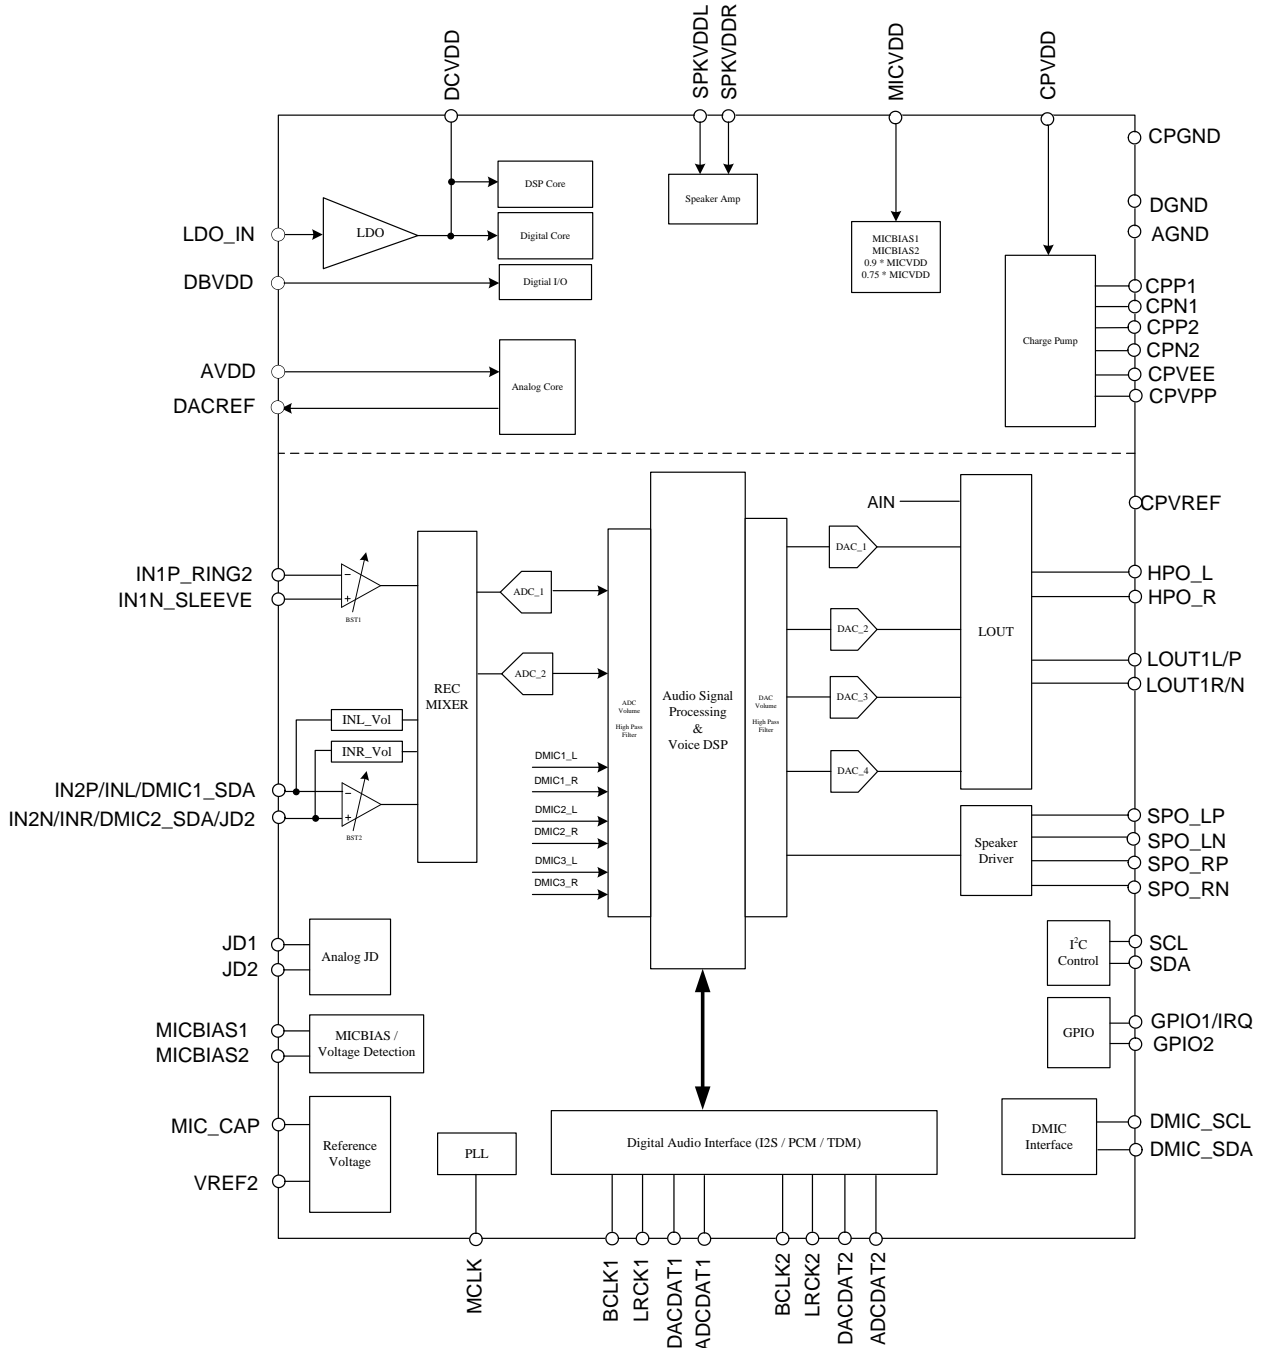 DCVDD
SPKVDDL
SPKVDDR
MICVDD
CPVDD
CPGND
DGND
AGND
DSP Core
Speaker Amp
LDO_IN
LDO
Digital Core
MICBIAS1
MICBIAS2
0.9 * MICVDD
0.75 * MICVDD
DBVDD
Digtial I/O
CPP1
CPN1
CPP2
CPN2
CPVEE
CPVPP
Charge Pump
AVDD
DACREF
Analog Core
AIN
CPVREF
IN1P_RING2
IN1N_SLEEVE
BST1
ADC_1
DAC_1
HPO_L
HPO_R
DAC_2
LOUT
ADC_2
LOUT1L/P
LOUT1R/N
REC
MIXER
ADC
Volume
High Pass
Filter
Audio Signal
Processing
&
Voice DSP
DAC
Volume
High Pass
Filter
DAC_3
INL_Vol
INR_Vol
DMIC1_L
DMIC1_R
DMIC2_L
DMIC2_R
DMIC3_L
DMIC3_R
DAC_4
IN2P/INL/DMIC1_SDA
IN2N/INR/DMIC2_SDA/JD2
BST2
Speaker
Driver
SPO_LP
SPO_LN
SPO_RP
SPO_RN
JD1
JD2
Analog JD
I²C
Control
SCL
SDA
MICBIAS1
MICBIAS2
MICBIAS /
Voltage Detection
GPIO
GPIO1/IRQ
GPIO2
MIC_CAP
VREF2
Reference
Voltage
PLL
Digital Audio Interface (I2S / PCM / TDM)
DMIC
Interface
DMIC_SCL
DMIC_SDA
MCLK
BCLK1
LRCK1
DACDAT1
ADCDAT1
BCLK2
LRCK2
DACDAT2
ADCDAT2